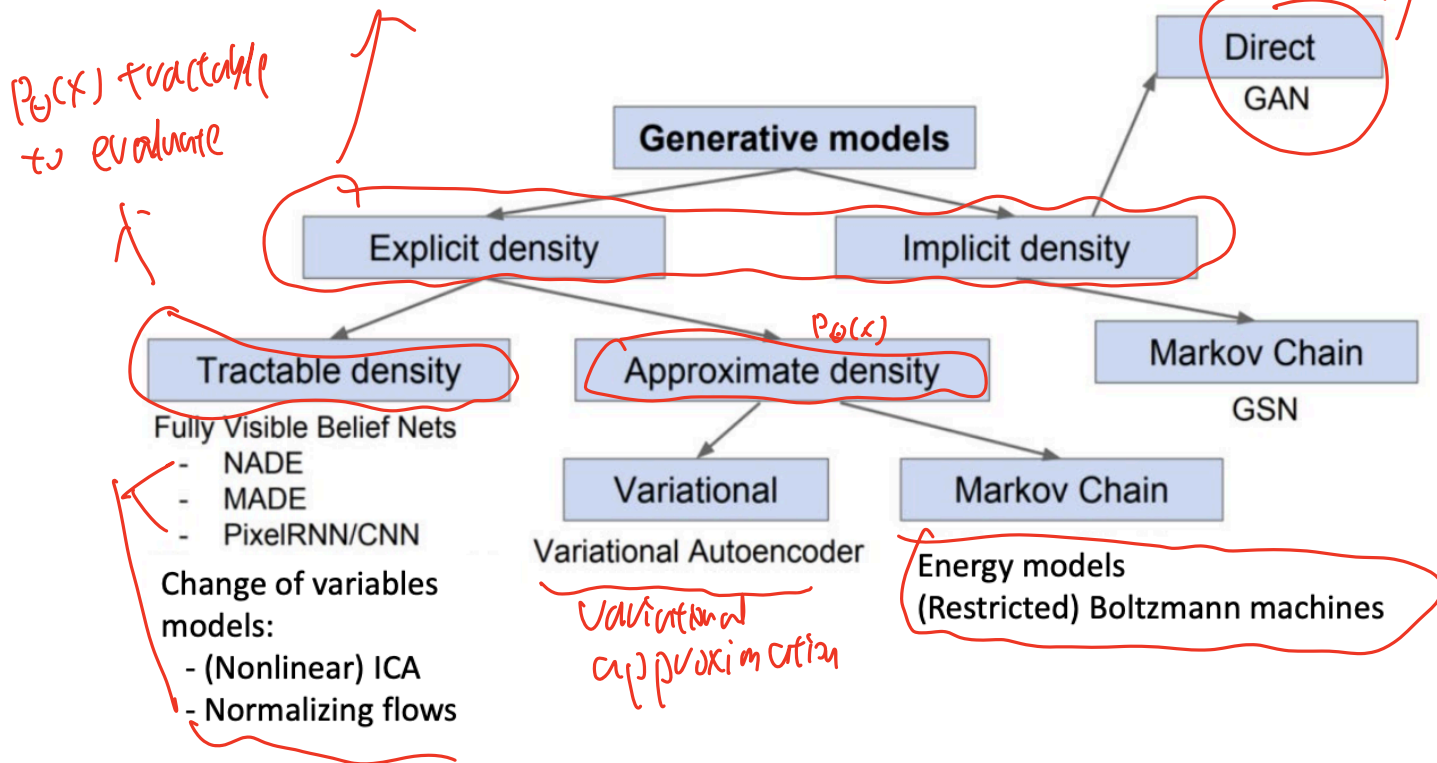 Direct
GAN
Pθ(x) tractable
to evaluate
Generative models
Explicit density
Implicit density
Pθ(x)
Tractable density
Approximate density
Markov Chain
GSN
Fully Visible Belief Nets
- NADE
- MADE
- PixelRNN/CNN
Change of variables
models:
- (Nonlinear) ICA
- Normalizing flows
Variational
Variational Autoencoder
variational
approximation
Markov Chain
Energy models
(Restricted) Boltzmann machines